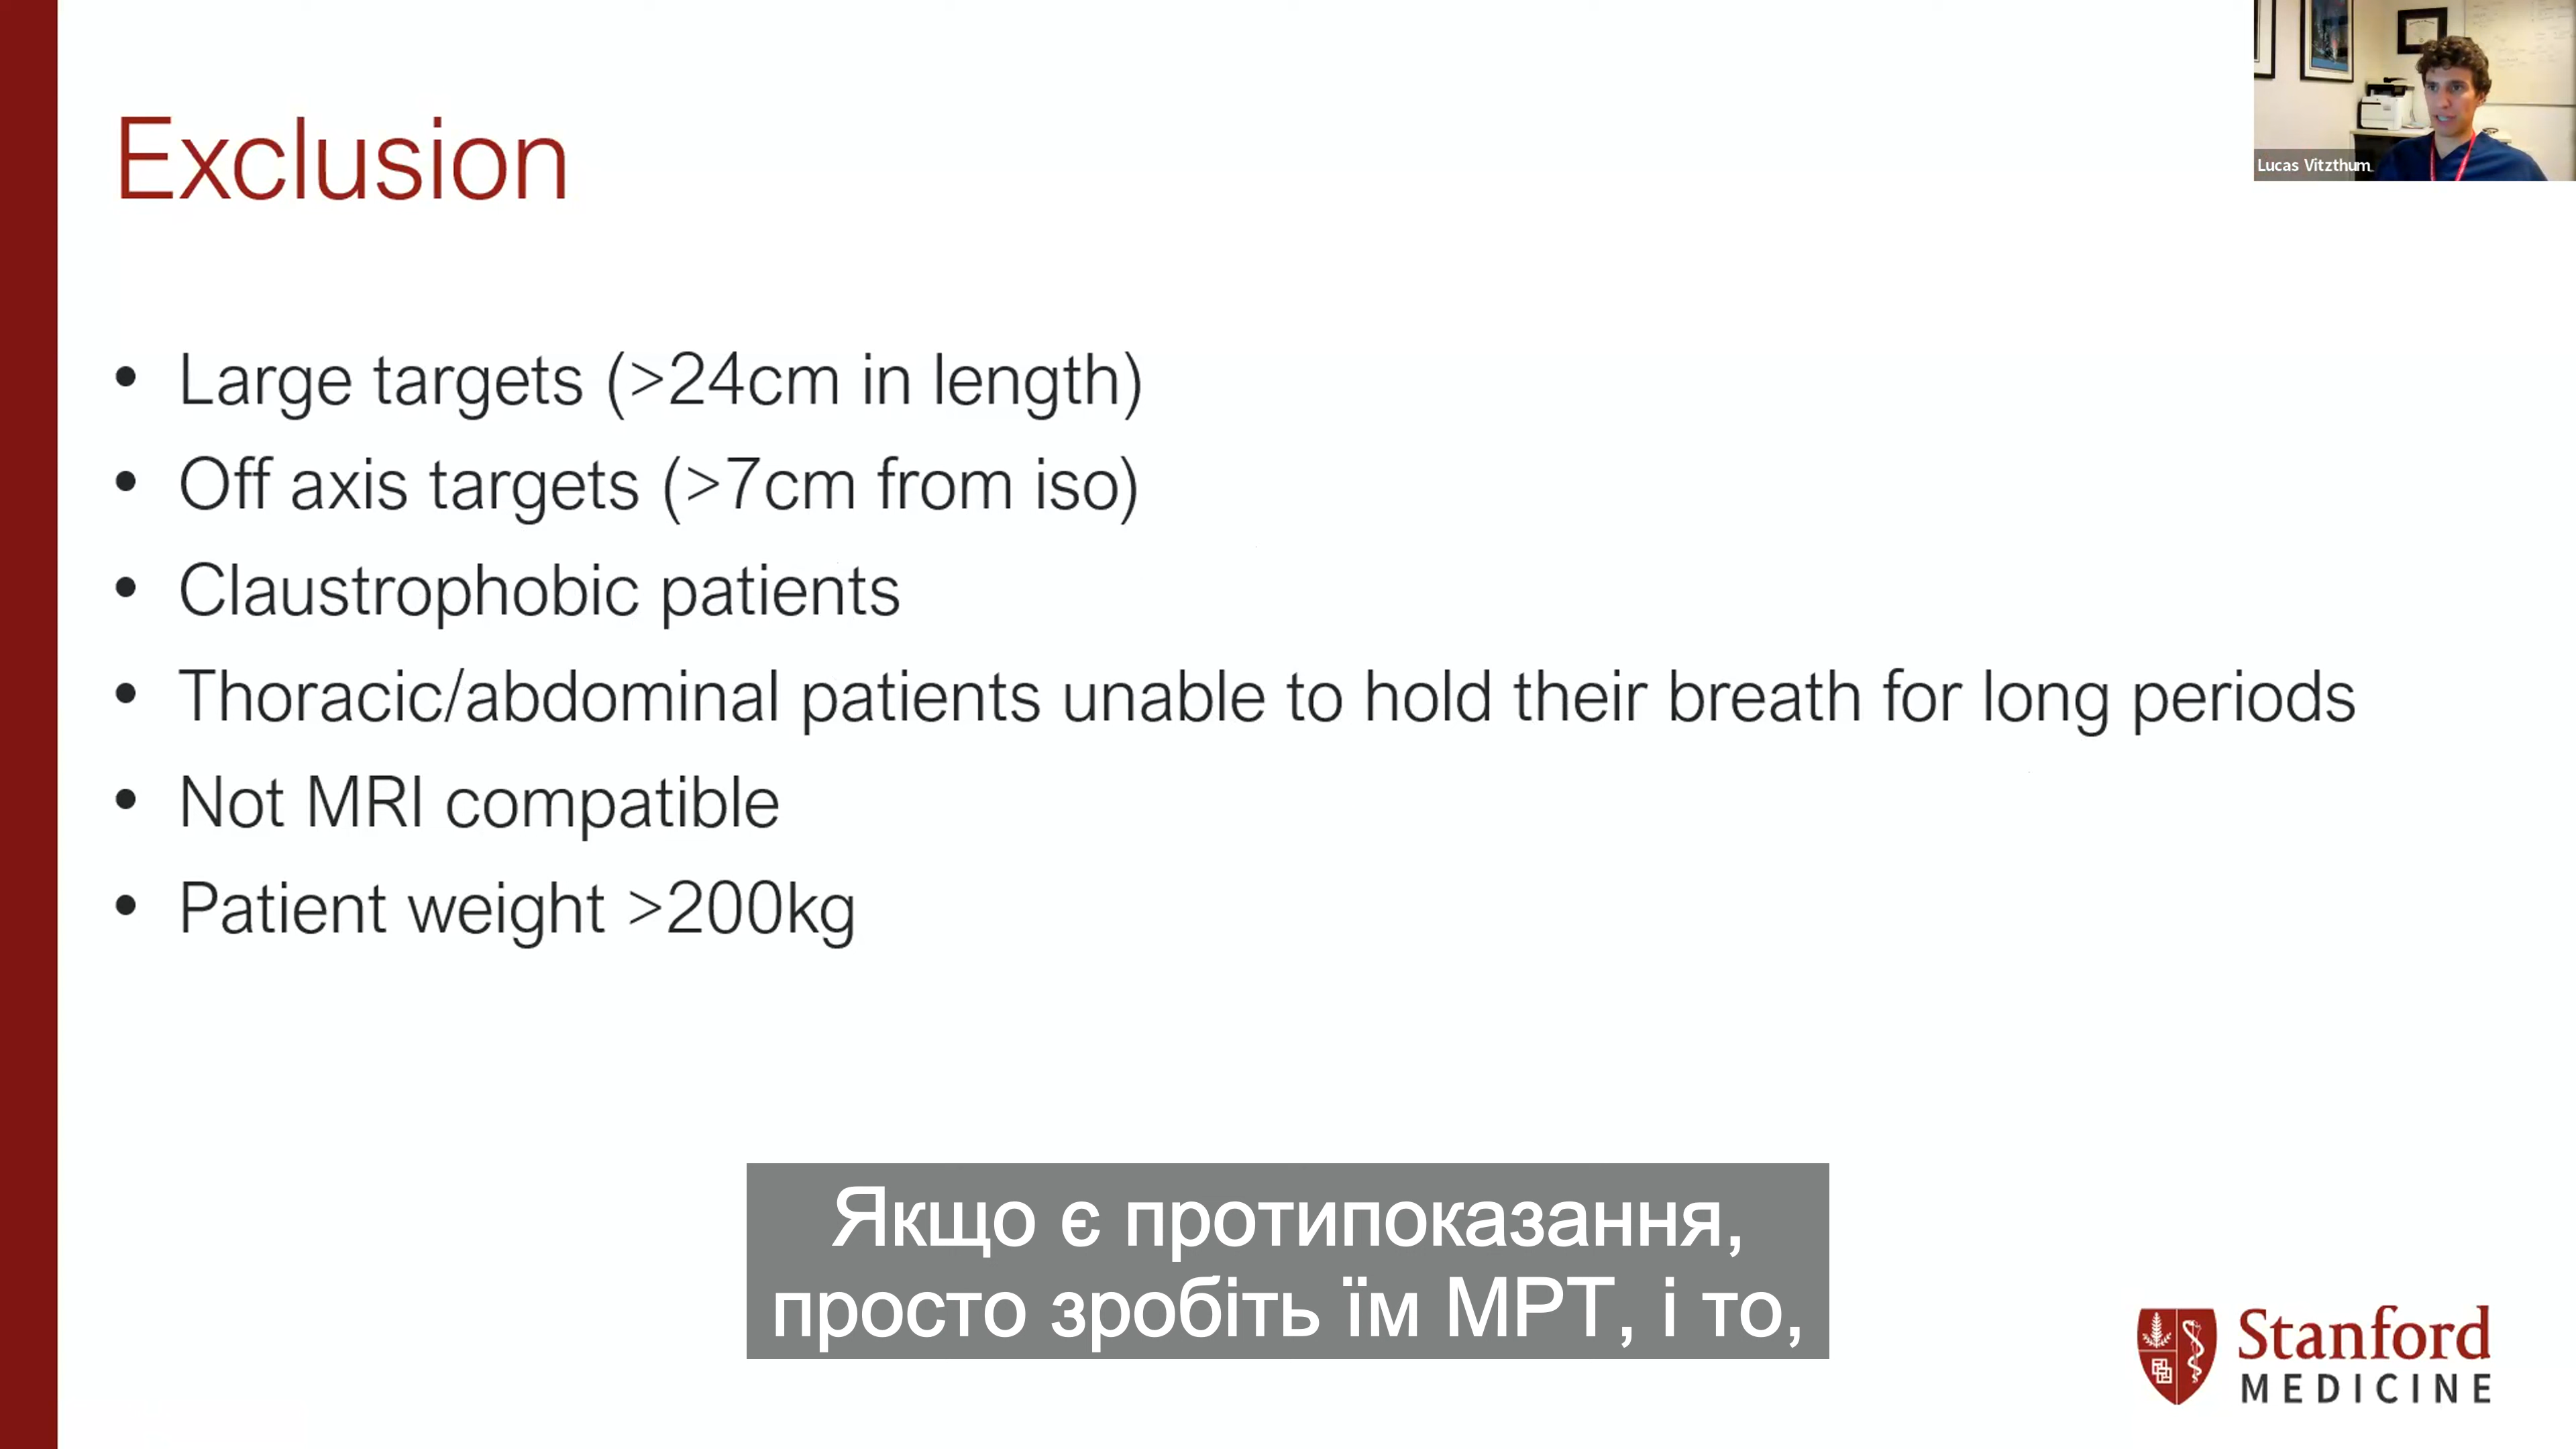 Exclusion
Lucas Vitzthum
• Large targets (>24cm in length)
• Off axis targets (>7cm from iso)
• Claustrophobic patients
• Thoracic/abdominal patients unable to hold their breath for long periods
• Not MRI compatible
• Patient weight >200kg
Якщо є протипоказання,
просто зробіть їм МРТ, і то,
Stanford
MEDICINE